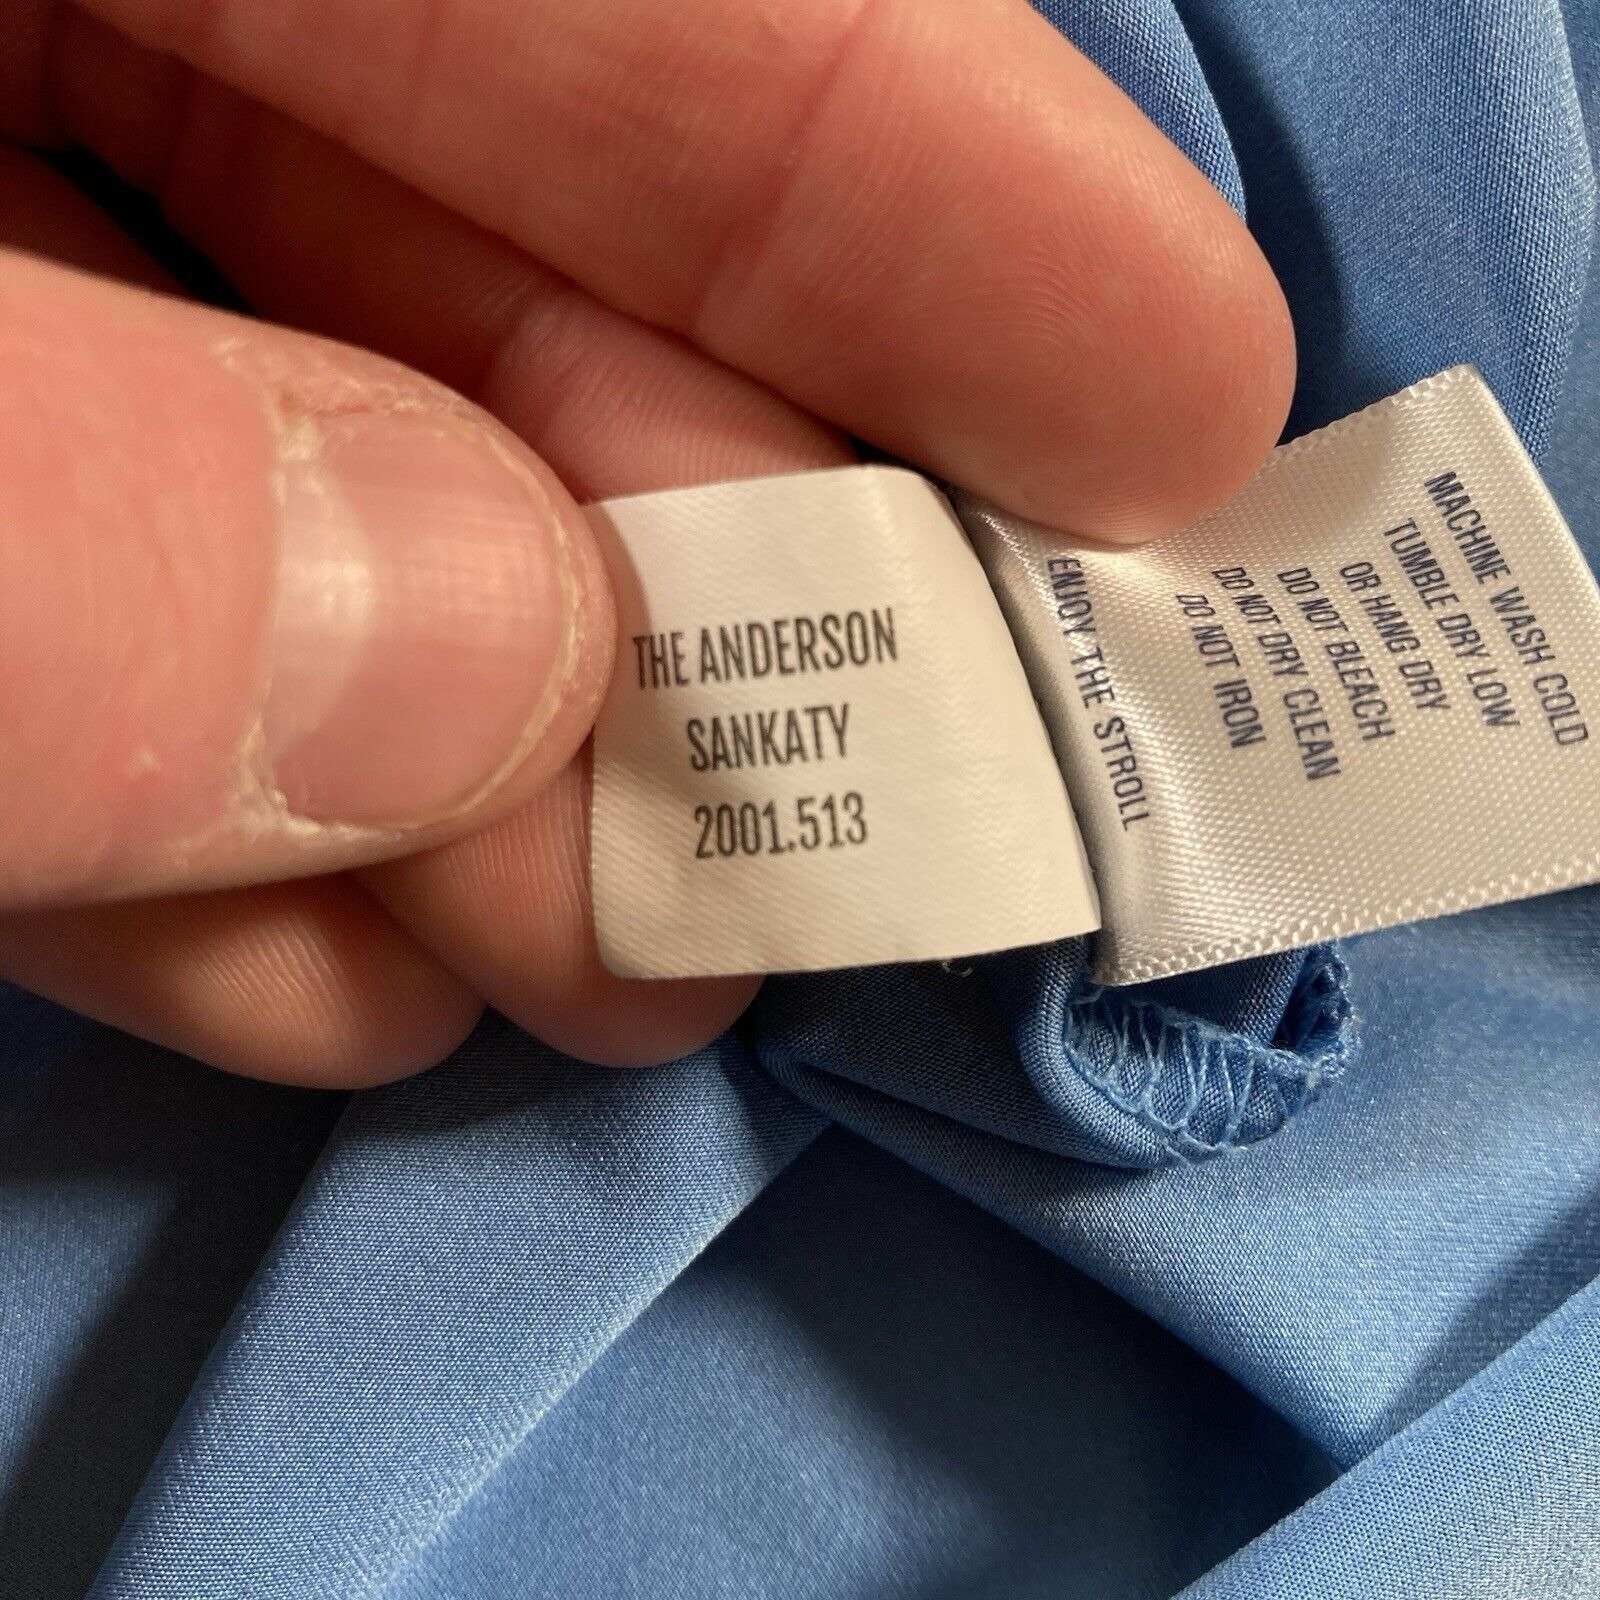 THE ANDERSON
SANKATY
2001.513
MACHINE WASH COLD
TUMBLE DRY LOW
OR HANG DRY
DO NOT BLEACH
DO NOT DRY CLEAN
DO NOT IRON
ENJOY THE STROLL